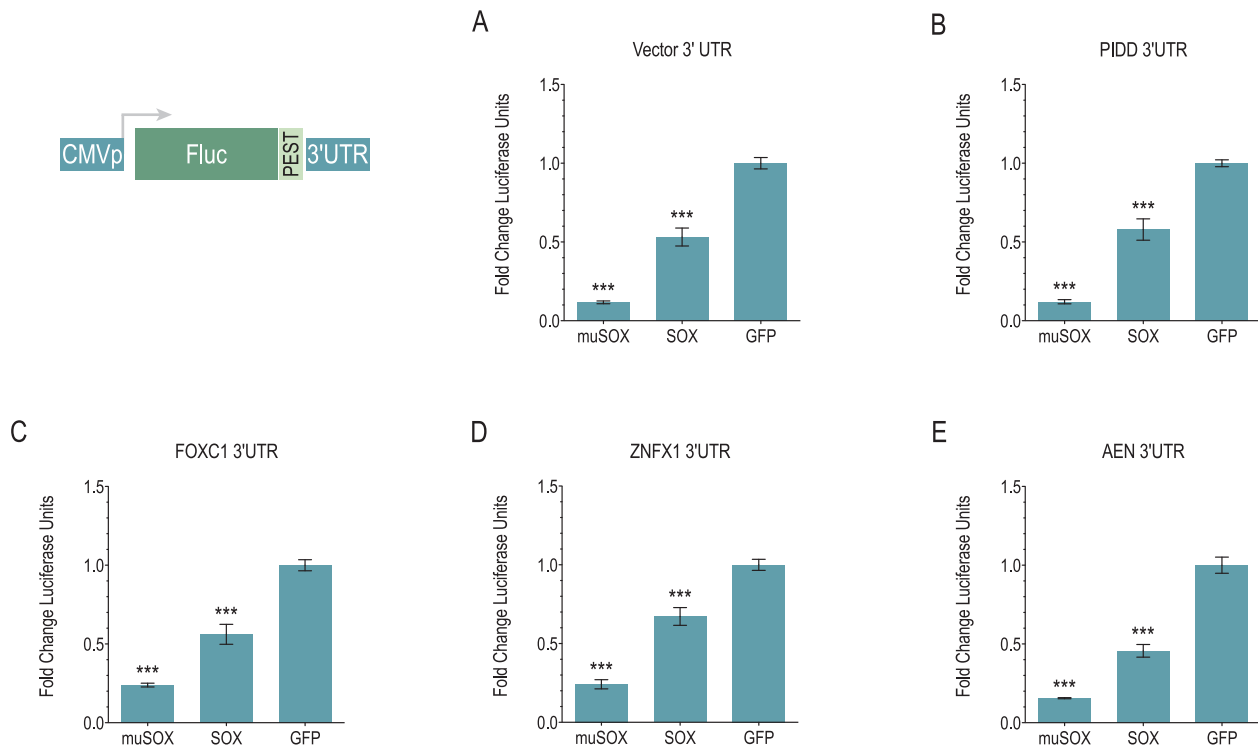 CMVp
Fluc
PEST
3'UTR
A
Vector 3' UTR
Fold Change Luciferase Units
1.5
1.0
0.5
0.0
***
***
muSOX
SOX
GFP
B
PIDD 3'UTR
Fold Change Luciferase Units
1.5
1.0
0.5
0.0
***
***
muSOX
SOX
GFP
C
FOXC1 3'UTR
Fold Change Luciferase Units
1.5
1.0
0.5
0.0
***
***
muSOX
SOX
GFP
D
ZNFX1 3'UTR
Fold Change Luciferase Units
1.5
1.0
0.5
0.0
***
***
muSOX
SOX
GFP
E
AEN 3'UTR
Fold Change Luciferase Units
1.5
1.0
0.5
0.0
***
***
muSOX
SOX
GFP